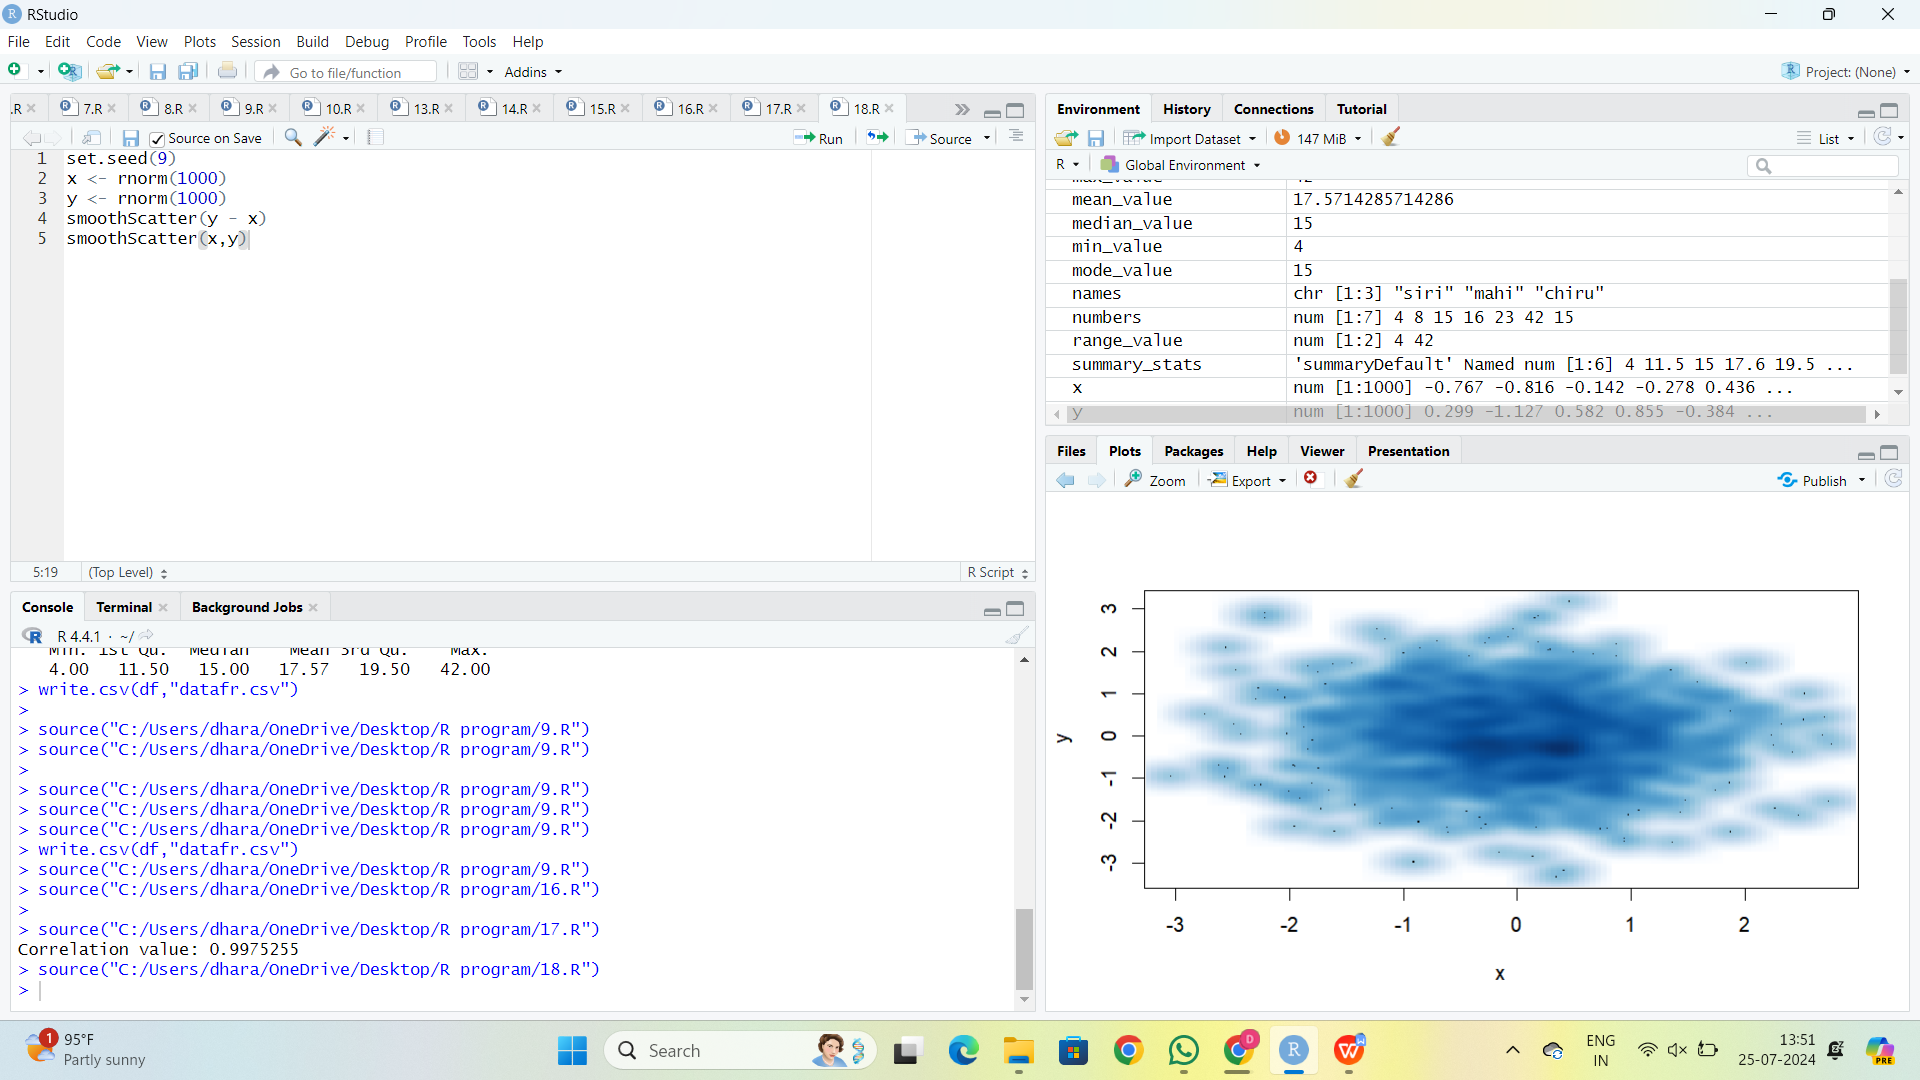 RStudio
File Edit Code View Plots Session Build Debug Profile Tools Help
Go to file/function Addins Project: (None)
.R 7.R 8.R 9.R 10.R 13.R 14.R 15.R 16.R 17.R 18.R
Source on Save Run Source
1 set.seed(9)
2 x <- rnorm(1000)
3 y <- rnorm(1000)
4 smoothScatter(y - x)
5 smoothScatter(x,y)
5:19 (Top Level) R Script
Console Terminal Background Jobs
R 4.4.1 · ~/
Min. 1st Qu. Median Mean 3rd Qu. Max.
4.00 11.50 15.00 17.57 19.50 42.00
> write.csv(df,"datafr.csv")
>
> source("C:/Users/dhara/OneDrive/Desktop/R program/9.R")
> source("C:/Users/dhara/OneDrive/Desktop/R program/9.R")
>
> source("C:/Users/dhara/OneDrive/Desktop/R program/9.R")
> source("C:/Users/dhara/OneDrive/Desktop/R program/9.R")
> source("C:/Users/dhara/OneDrive/Desktop/R program/9.R")
> write.csv(df,"datafr.csv")
> source("C:/Users/dhara/OneDrive/Desktop/R program/9.R")
> source("C:/Users/dhara/OneDrive/Desktop/R program/16.R")
>
> source("C:/Users/dhara/OneDrive/Desktop/R program/17.R")
Correlation value: 0.9975255
> source("C:/Users/dhara/OneDrive/Desktop/R program/18.R")
>
Environment History Connections Tutorial
Import Dataset 147 MiB List
R Global Environment
max_value 42
mean_value 17.5714285714286
median_value 15
min_value 4
mode_value 15
names chr [1:3] "siri" "mahi" "chiru"
numbers num [1:7] 4 8 15 16 23 42 15
range_value num [1:2] 4 42
summary_stats 'summaryDefault' Named num [1:6] 4 11.5 15 17.6 19.5 ...
x num [1:1000] -0.767 -0.816 -0.142 -0.278 0.436 ...
y num [1:1000] 0.299 -1.127 0.582 0.855 -0.384 ...
Files Plots Packages Help Viewer Presentation
Zoom Export Publish
3
2
1
0
-1
-2
-3
y
-3 -2 -1 0 1 2
x
1 95°F
Partly sunny
Search
D
R
W
PRE
ENG
IN
13:51
25-07-2024